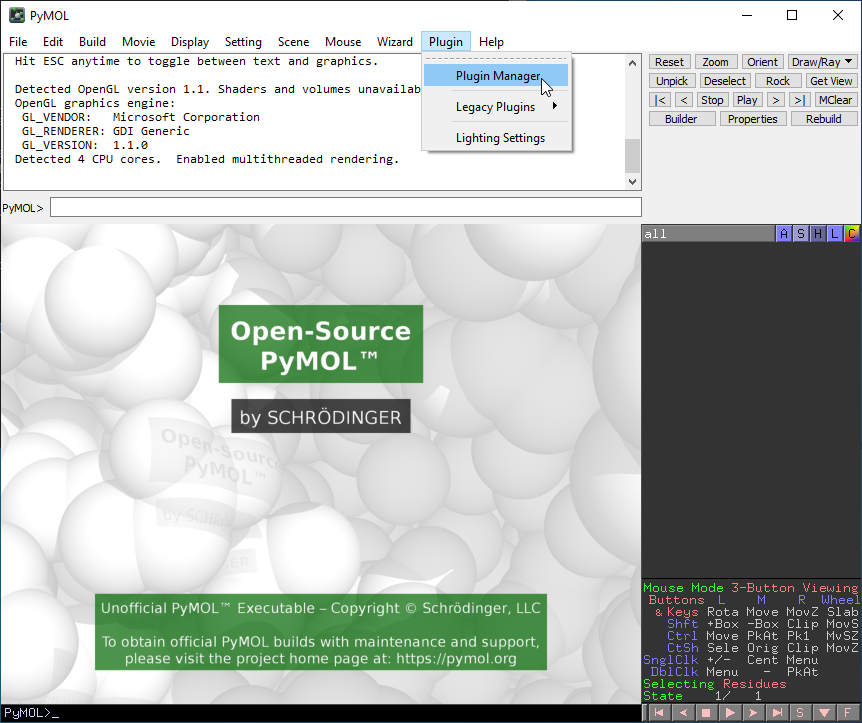 PyMOL
File Edit Build Movie Display Setting Scene Mouse Wizard Plugin Help
Hit ESC anytime to toggle between text and graphics.
Detected OpenGL version 1.1. Shaders and volumes unavailab
OpenGL graphics engine:
GL_VENDOR: Microsoft Corporation
GL_RENDERER: GDI Generic
GL_VERSION: 1.1.0
Detected 4 CPU cores. Enabled multithreaded rendering.
Plugin Manager
Legacy Plugins
Lighting Settings
Reset Zoom Orient Draw/Ray
Unpick Deselect Rock Get View
|< < Stop Play > >| MClear
Builder Properties Rebuild
PyMOL>
all A S H L C
Open-Source
PyMOL™
by SCHRÖDINGER
Open-Source
PyMOL™
by SCHR
Unofficial PyMOL™ Executable – Copyright © Schrödinger, LLC
To obtain official PyMOL builds with maintenance and support,
please visit the project home page at: https://pymol.org
Mouse Mode 3-Button Viewing
Buttons L M R Wheel
& Keys Rota Move MovZ Slab
Shft +Box -Box Clip MovS
Ctrl Move PkAt Pk1 MvSZ
CtSh Sele Orig Clip MovZ
SnglClk +/- Cent Menu
DblClk Menu - PkAt
Selecting Residues
State 1/ 1
PyMOL>_
S F